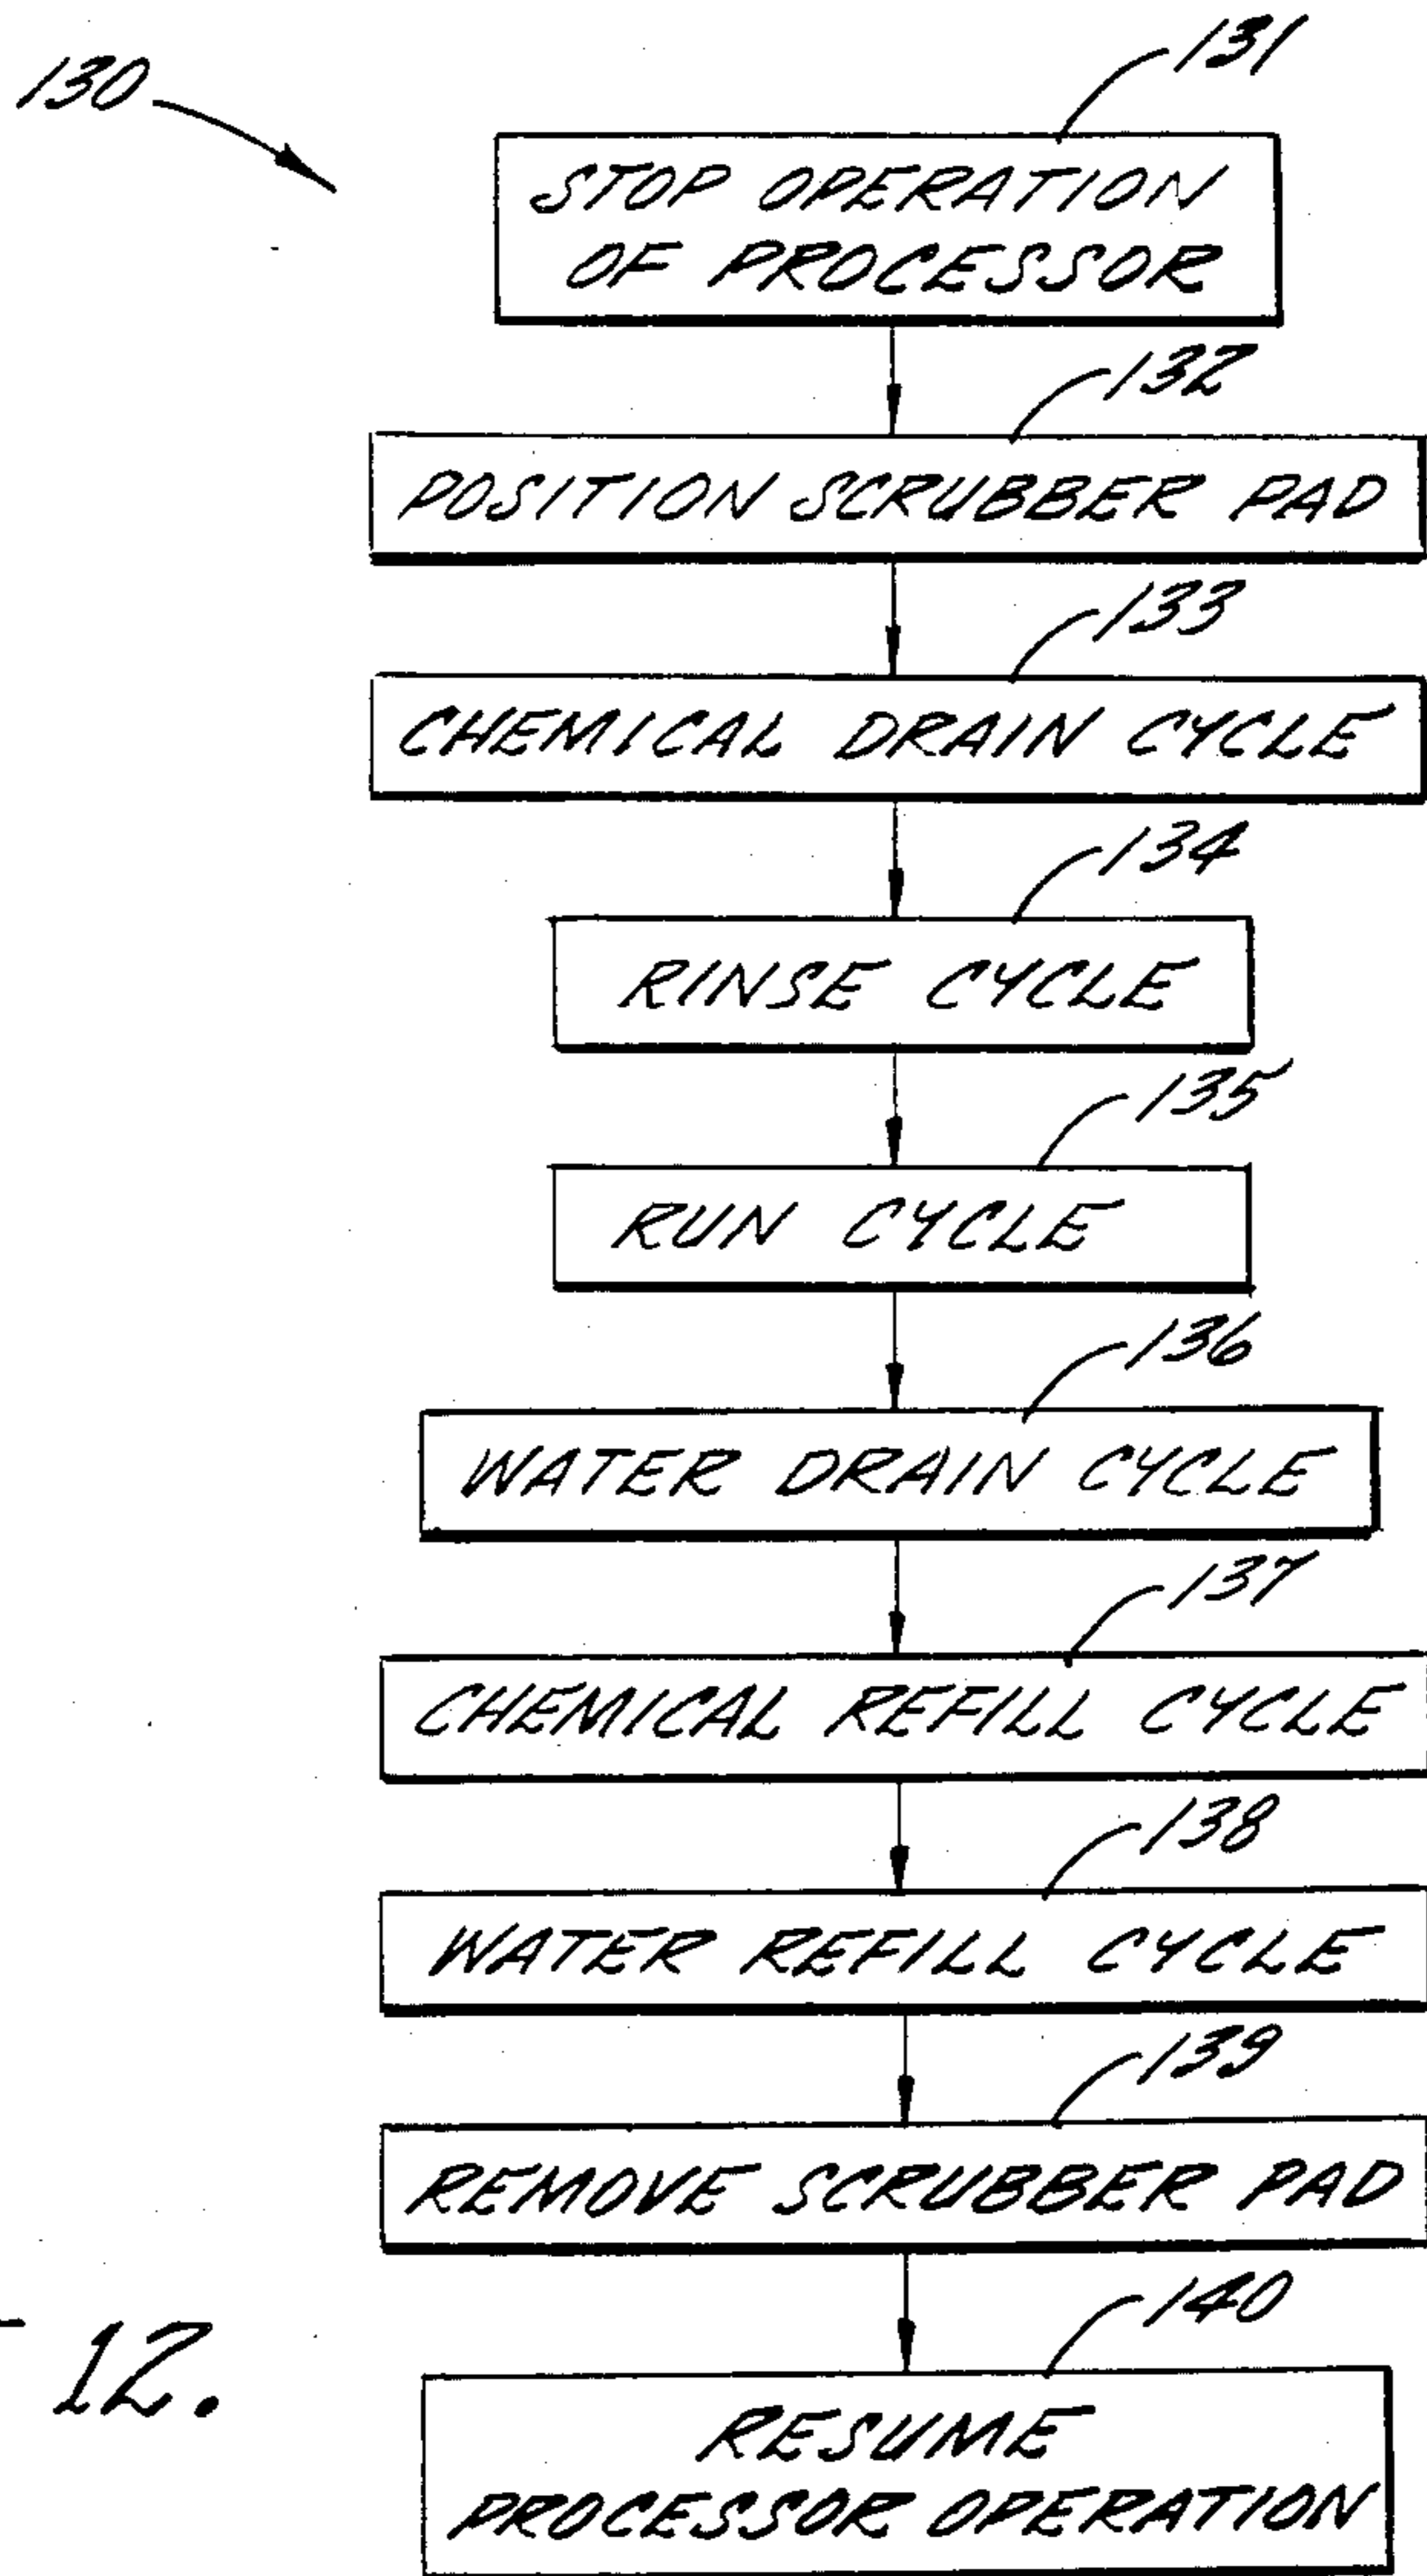 130
131
STOP OPERATION
OF PROCESSOR
132
POSITION SCRUBBER PAD
133
CHEMICAL DRAIN CYCLE
134
RINSE CYCLE
135
RUN CYCLE
136
WATER DRAIN CYCLE
137
CHEMICAL REFILL CYCLE
138
WATER REFILL CYCLE
139
REMOVE SCRUBBER PAD
140
RESUME
PROCESSOR OPERATION
12.